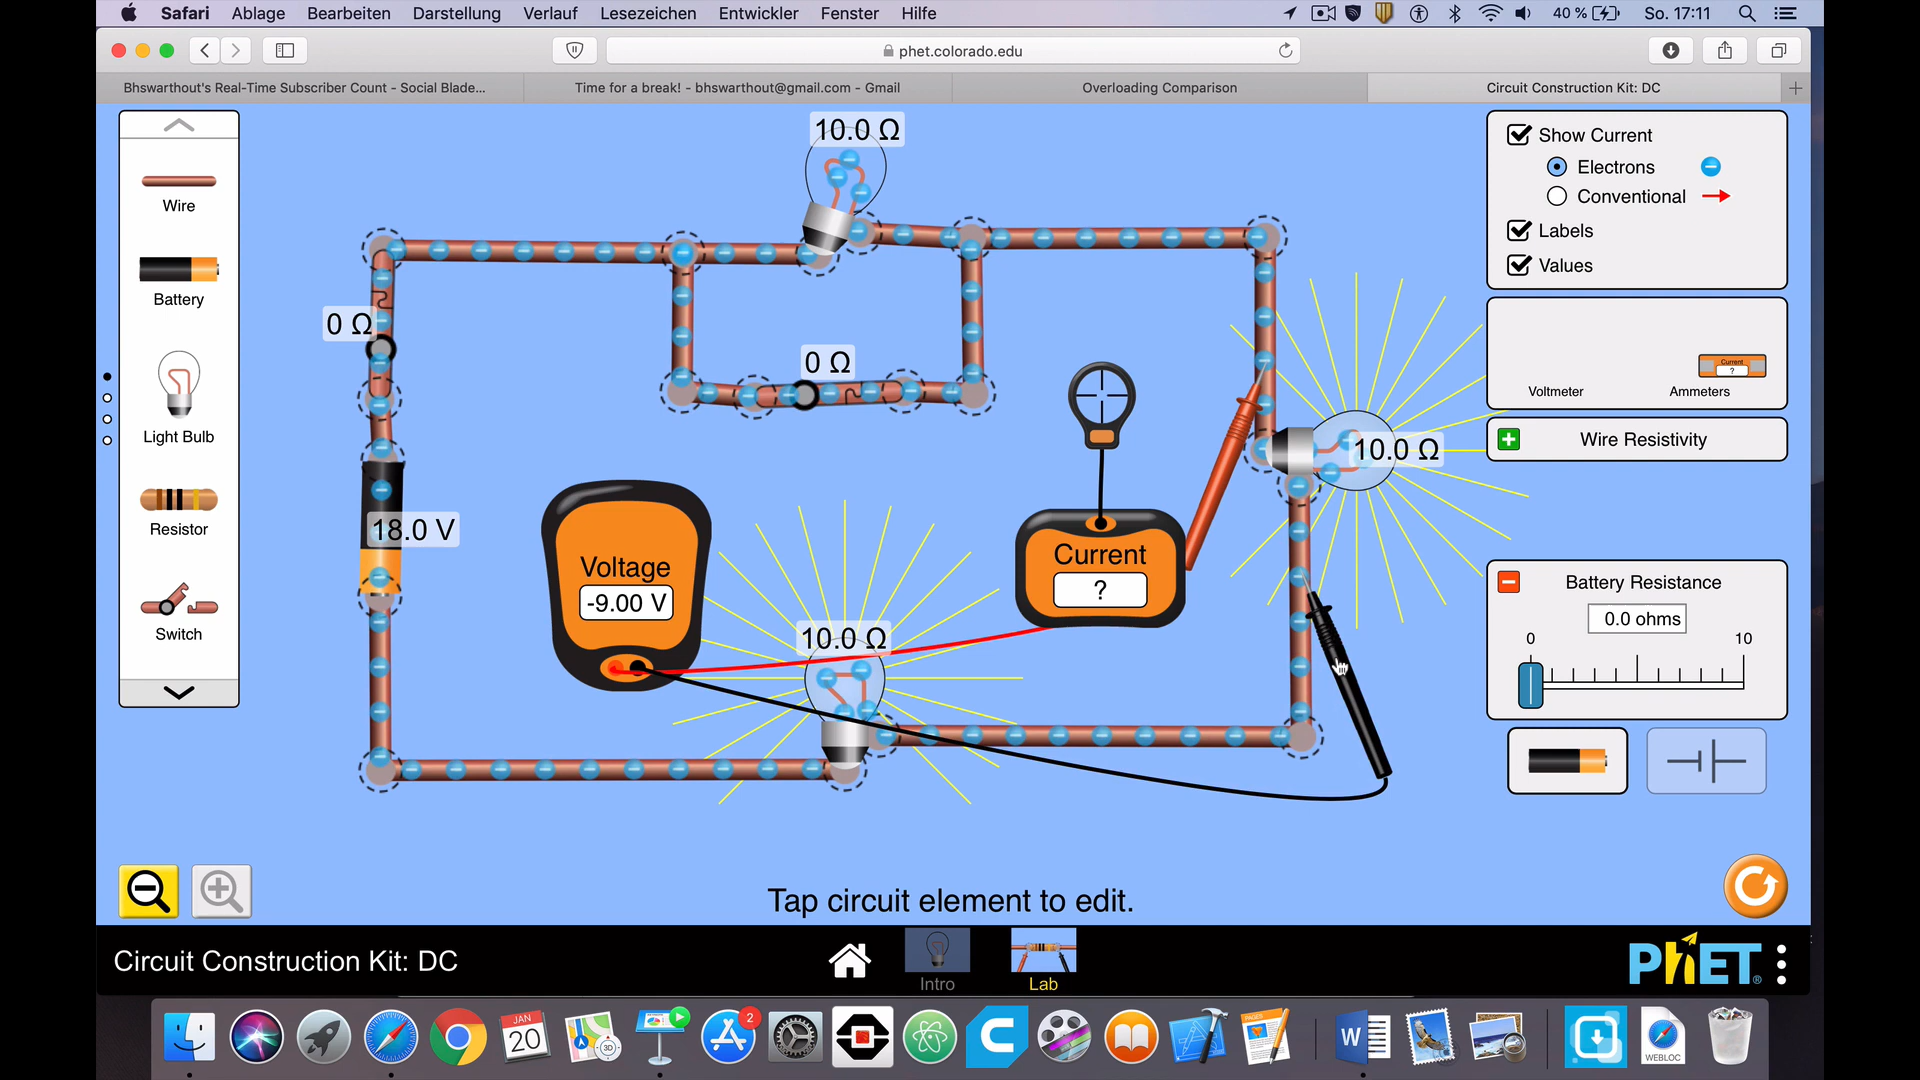 Safari Ablage Bearbeiten Darstellung Verlauf Lesezeichen Entwickler Fenster Hilfe 40 % So. 17:11
phet.colorado.edu
Bhswarthout's Real-Time Subscriber Count - Social Blade...
Time for a break! - bhswarthout@gmail.com - Gmail
Overloading Comparison
Circuit Construction Kit: DC
Wire
Battery
Light Bulb
Resistor
Switch
10.0 Ω
0 Ω
0 Ω
18.0 V
10.0 Ω
10.0 Ω
Voltage
-9.00 V
Current
?
Show Current
Electrons
Conventional
Labels
Values
Current
?
Voltmeter
Ammeters
Wire Resistivity
Battery Resistance
0.0 ohms
0 10
Tap circuit element to edit.
Circuit Construction Kit: DC
Intro
Lab
PhET
JAN
20
3D
2
W
WEBLOC